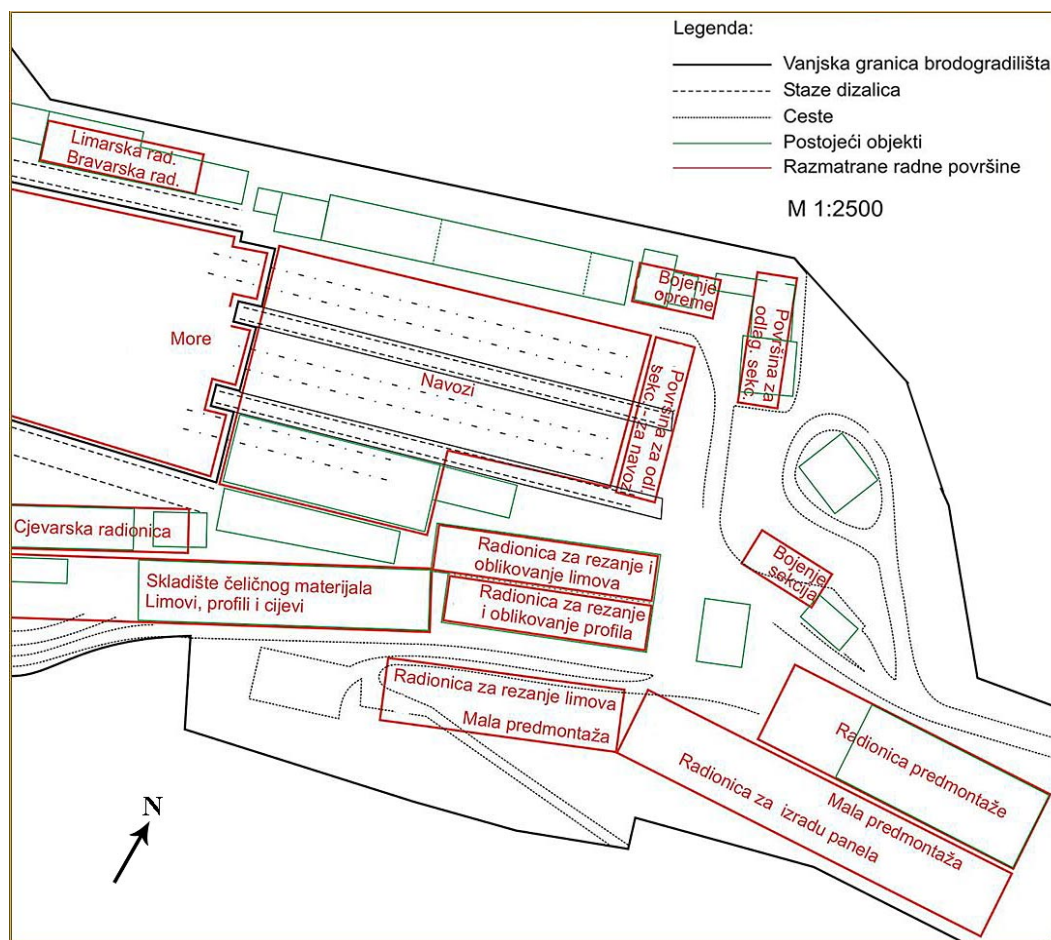 Legenda:
Vanjska granica brodogradilišta
Staze dizalica
Ceste
Postojeći objekti
Razmatrane radne površine
M 1:2500
Limarska rad.
Bravarska rad.
Bojenje
opreme
Površina za
odlag. sekc.
More
Navozi
Površina za odl.
sekc. - za navoz
Cjevarska radionica
Skladište čeličnog materijala
Limovi, profili i cijevi
Radionica za rezanje i
oblikovanje limova
Radionica za rezanje
i oblikovanje profila
Bojenje
sekcija
Radionica za rezanje limova
Mala predmontaža
Radionica predmontaže
Mala predmontaža
Radionica za izradu panela
N